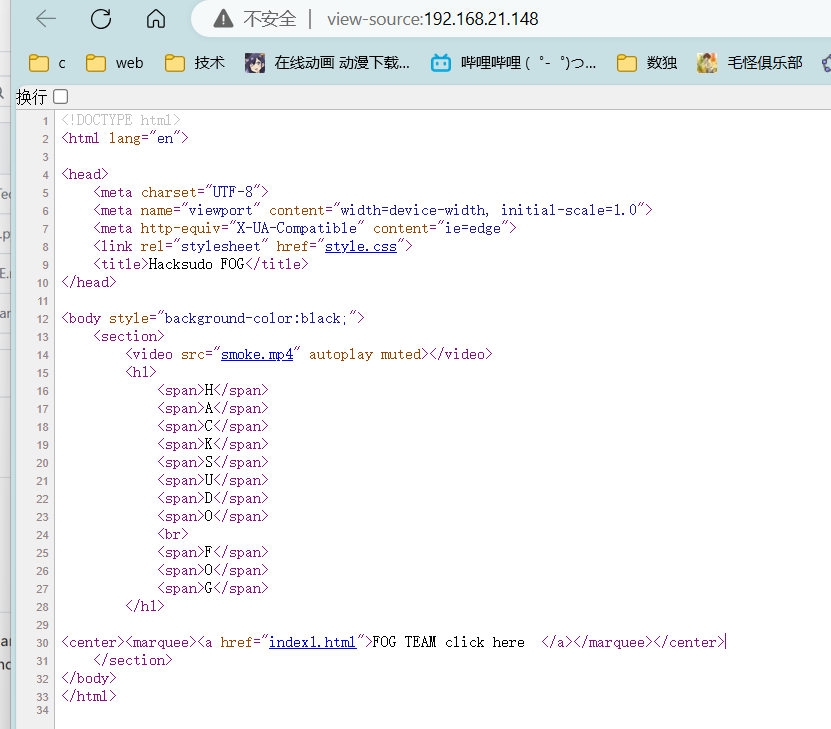 不安全 | view-source:192.168.21.148
c web 技术 在线动画 动漫下载... 哔哩哔哩 (゜-゜)つ... 数独 毛怪俱乐部
换行
1 <!DOCTYPE html>
2 <html lang="en">
3
4 <head>
5 <meta charset="UTF-8">
6 <meta name="viewport" content="width=device-width, initial-scale=1.0">
7 <meta http-equiv="X-UA-Compatible" content="ie=edge">
8 <link rel="stylesheet" href="style.css">
9 <title>Hacksudo FOG</title>
10 </head>
11
12 <body style="background-color:black;">
13 <section>
14 <video src="smoke.mp4" autoplay muted></video>
15 <h1>
16 <span>H</span>
17 <span>A</span>
18 <span>C</span>
19 <span>K</span>
20 <span>S</span>
21 <span>U</span>
22 <span>D</span>
23 <span>O</span>
24 <br>
25 <span>F</span>
26 <span>O</span>
27 <span>G</span>
28 </h1>
29
30 <center><marquee><a href="index1.html">FOG TEAM click here  </a></marquee></center>
31 </section>
32 </body>
33 </html>
34